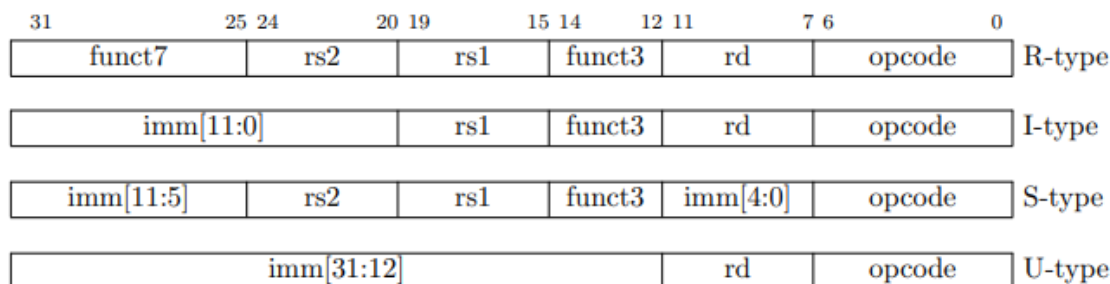 31 25 24 20 19 15 14 12 11 7 6 0
funct7 rs2 rs1 funct3 rd opcode R-type
imm[11:0] rs1 funct3 rd opcode I-type
imm[11:5] rs2 rs1 funct3 imm[4:0] opcode S-type
imm[31:12] rd opcode U-type